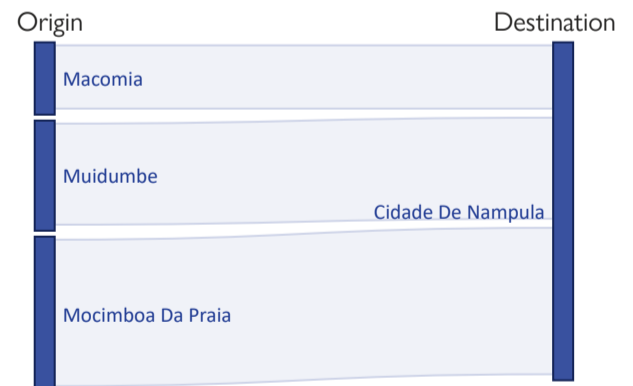 Origin
Destination
Macomia
Muidumbe
Cidade De Nampula
Mocimboa Da Praia